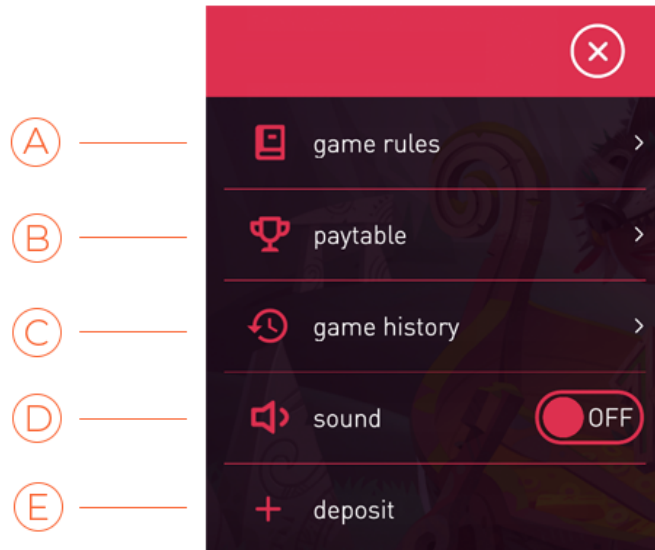 A game rules
B paytable
C game history
D sound OFF
E deposit